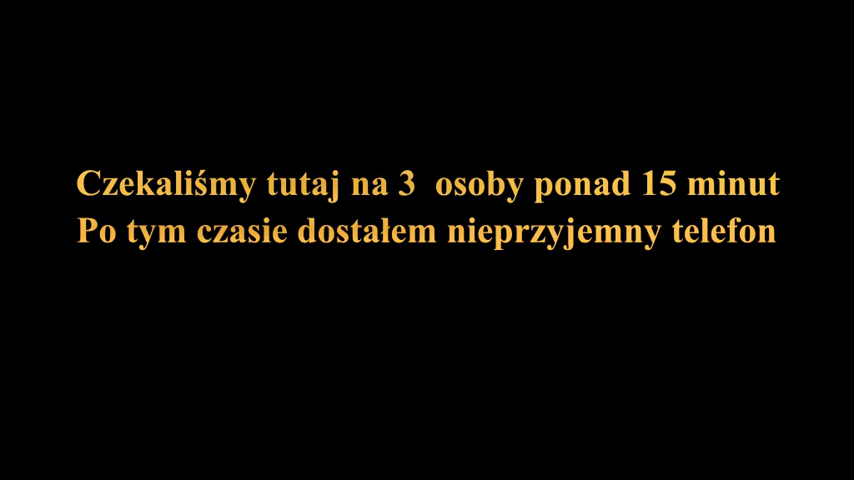 Czekaliśmy tutaj na 3  osoby ponad 15 minut
Po tym czasie dostałem nieprzyjemny telefon